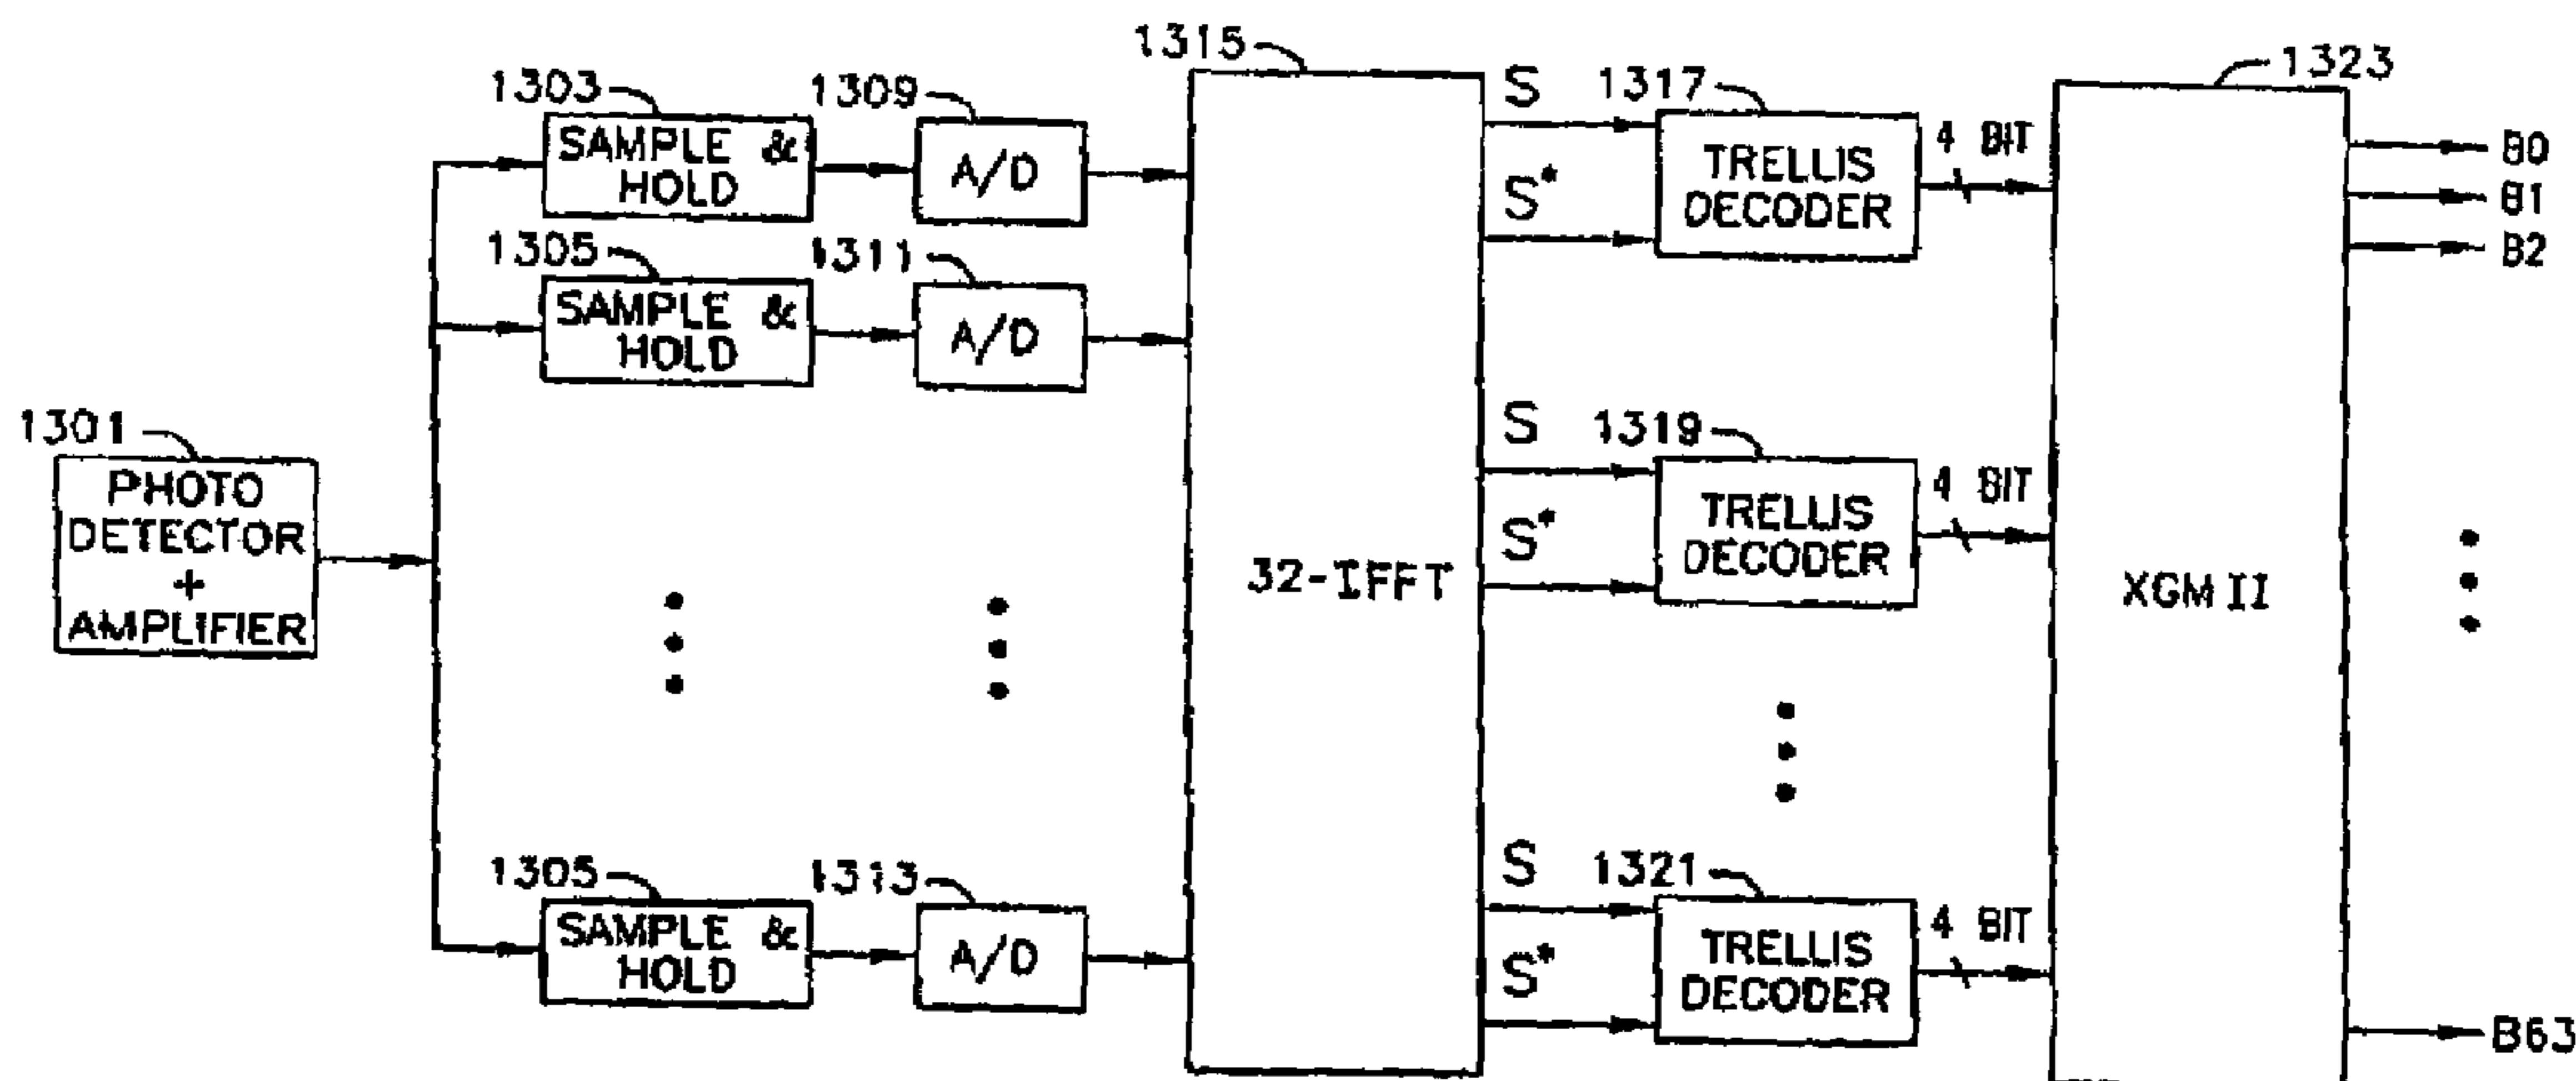 1315
1323
1303
1309
S
1317
SAMPLE &
HOLD
A/D
TRELLIS
DECODER
4 BIT
B0
S*
B1
B2
1305
1311
SAMPLE &
HOLD
A/D
1301
PHOTO
DETECTOR
+
AMPLIFIER
S
1319
TRELLIS
DECODER
4 BIT
S*
32-IFFT
XGM II
1305
1313
SAMPLE &
HOLD
A/D
S
1321
TRELLIS
DECODER
4 BIT
S*
B63